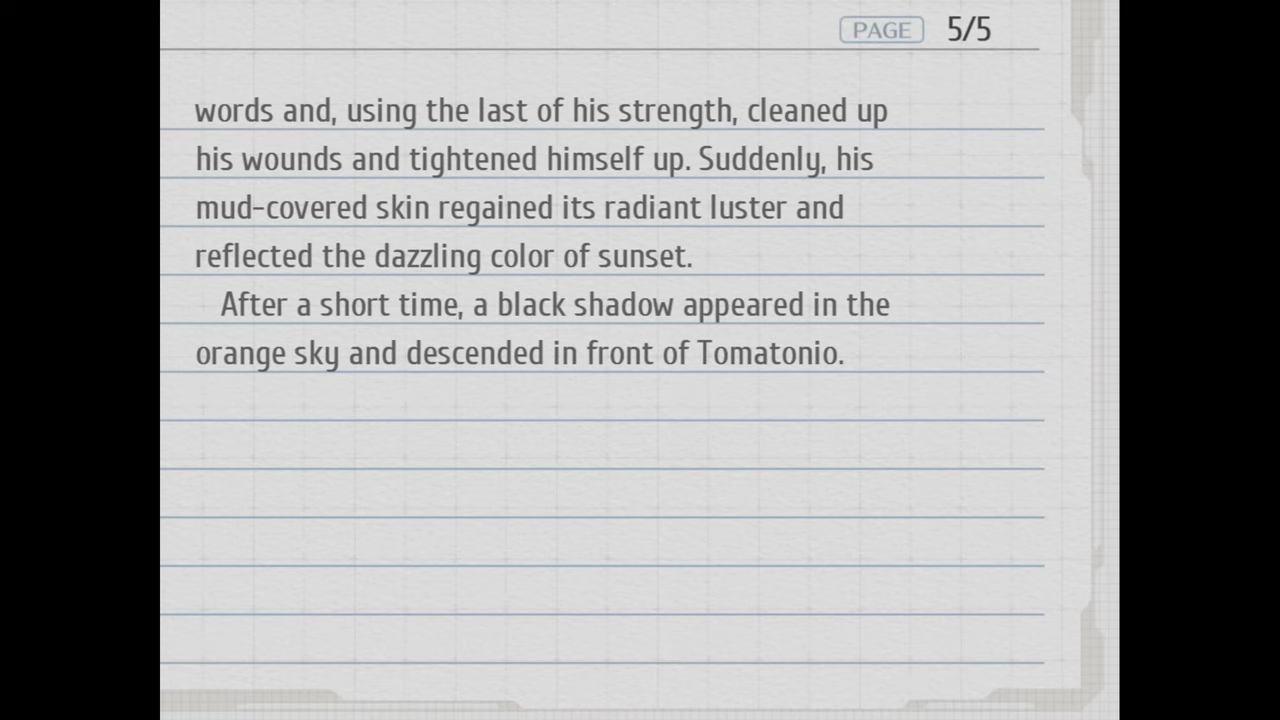 PAGE 5/5
words and, using the last of his strength, cleaned up
his wounds and tightened himself up. Suddenly, his
mud-covered skin regained its radiant luster and
reflected the dazzling color of sunset.
After a short time, a black shadow appeared in the
orange sky and descended in front of Tomatonio.